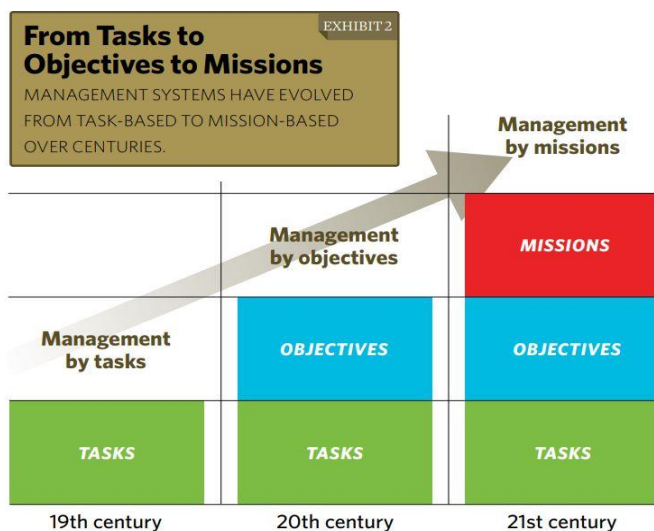 EXHIBIT 2
From Tasks to
Objectives to Missions
MANAGEMENT SYSTEMS HAVE EVOLVED
FROM TASK-BASED TO MISSION-BASED
OVER CENTURIES.
Management
by missions
Management
by objectives
Management
by tasks
MISSIONS
OBJECTIVES
OBJECTIVES
TASKS
TASKS
TASKS
19th century
20th century
21st century